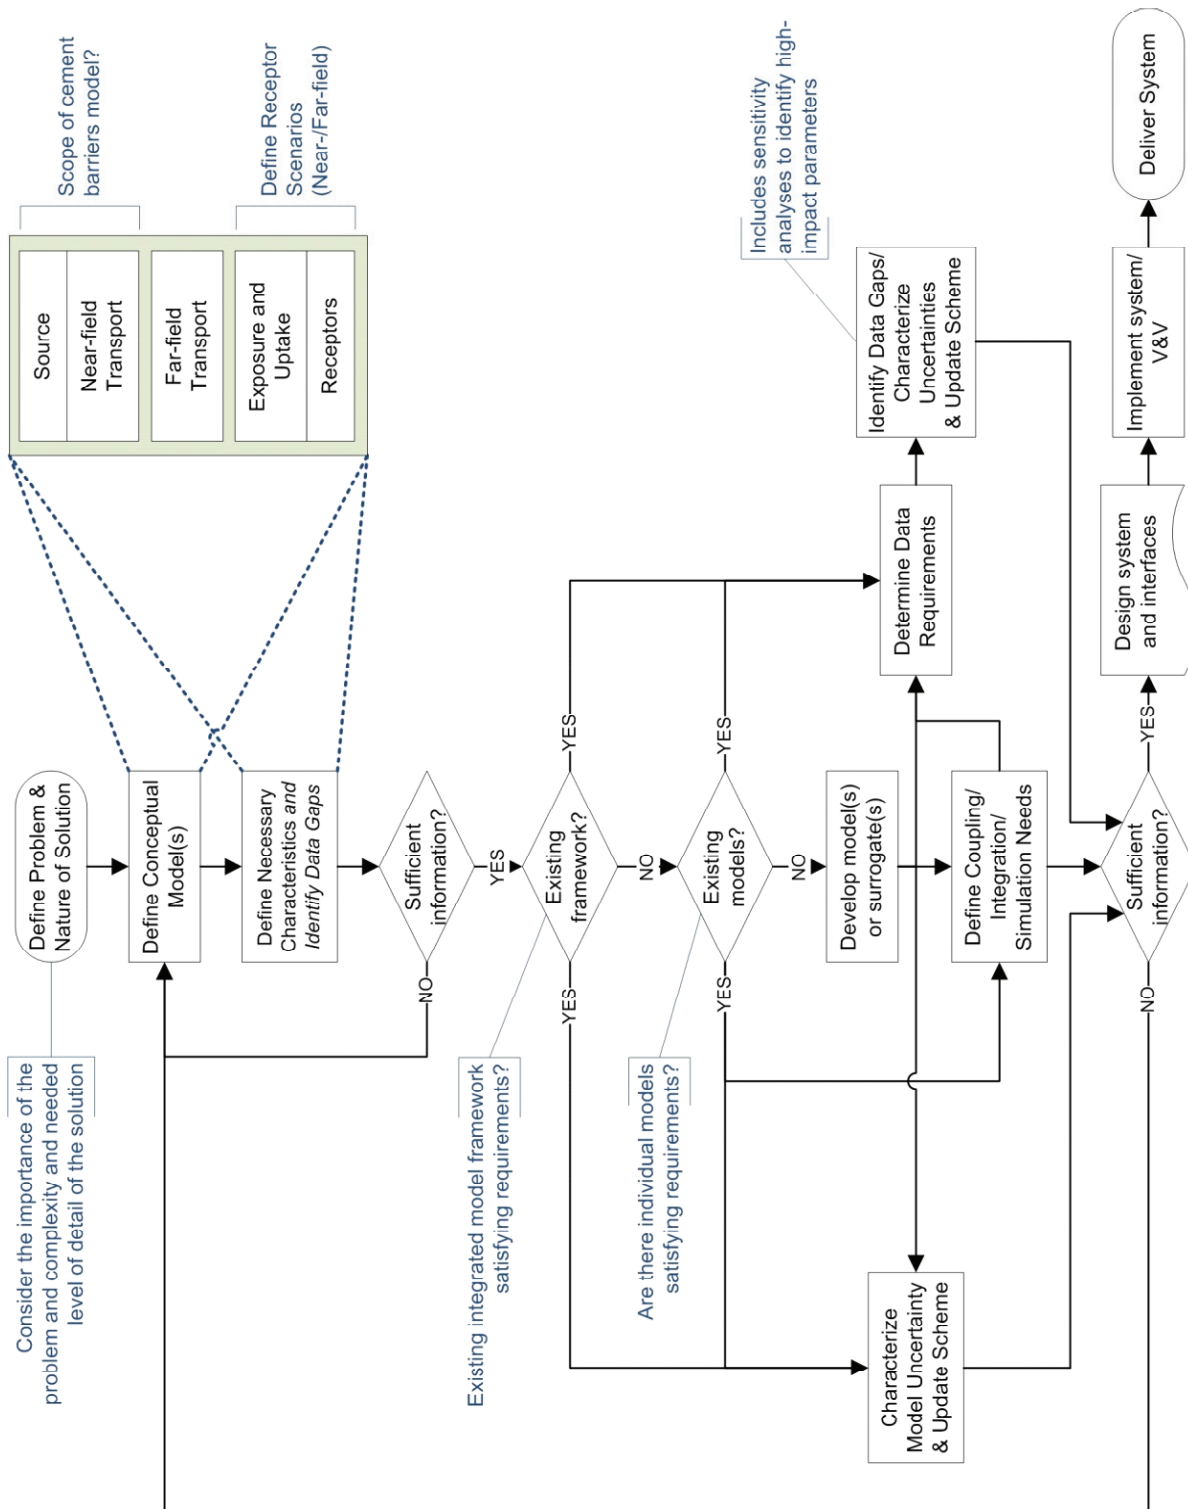 Consider the importance of the
problem and complexity and needed
level of detail of the solution
Define Problem &
Nature of Solution
Define Conceptual
Model(s)
Define Necessary
Characteristics and
Identify Data Gaps
Source
Near-field
Transport
Far-field
Transport
Exposure and
Uptake
Receptors
Scope of cement
barriers model?
Define Receptor
Scenarios
(Near-/Far-field)
Sufficient
information?
NO
YES
Existing integrated model framework
satisfying requirements?
Existing
framework?
YES
YES
NO
Are there individual models
satisfying requirements?
Existing
models?
YES
YES
NO
Develop model(s)
or surrogate(s)
Characterize
Model Uncertainty
& Update Scheme
Define Coupling/
Integration/
Simulation Needs
Determine Data
Requirements
Identify Data Gaps/
Characterize
Uncertainties
& Update Scheme
Includes sensitivity
analyses to identify high-
impact parameters
Sufficient
information?
NO
YES
Design system
and interfaces
Implement system/
V&V
Deliver System